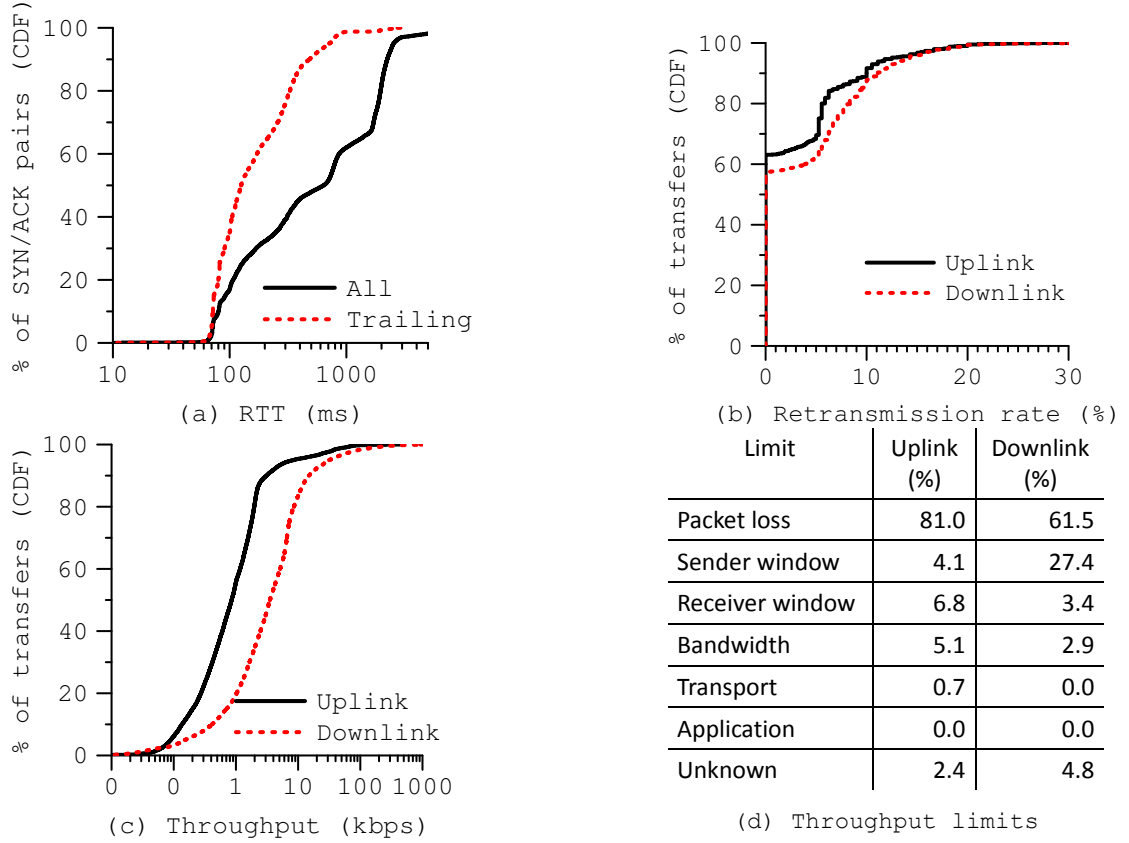 % of SYN/ACK pairs (CDF)
100
80
60
40
20
0
All
Trailing
10 100 1000
(a) RTT (ms)
% of transfers (CDF)
100
80
60
40
20
0
Uplink
Downlink
0 10 20 30
(b) Retransmission rate (%)
% of transfers (CDF)
100
80
60
40
20
0
Uplink
Downlink
0 0 1 10 100 1000
(c) Throughput (kbps)
Limit Uplink (%) Downlink (%)
Packet loss 81.0 61.5
Sender window 4.1 27.4
Receiver window 6.8 3.4
Bandwidth 5.1 2.9
Transport 0.7 0.0
Application 0.0 0.0
Unknown 2.4 4.8
(d) Throughput limits